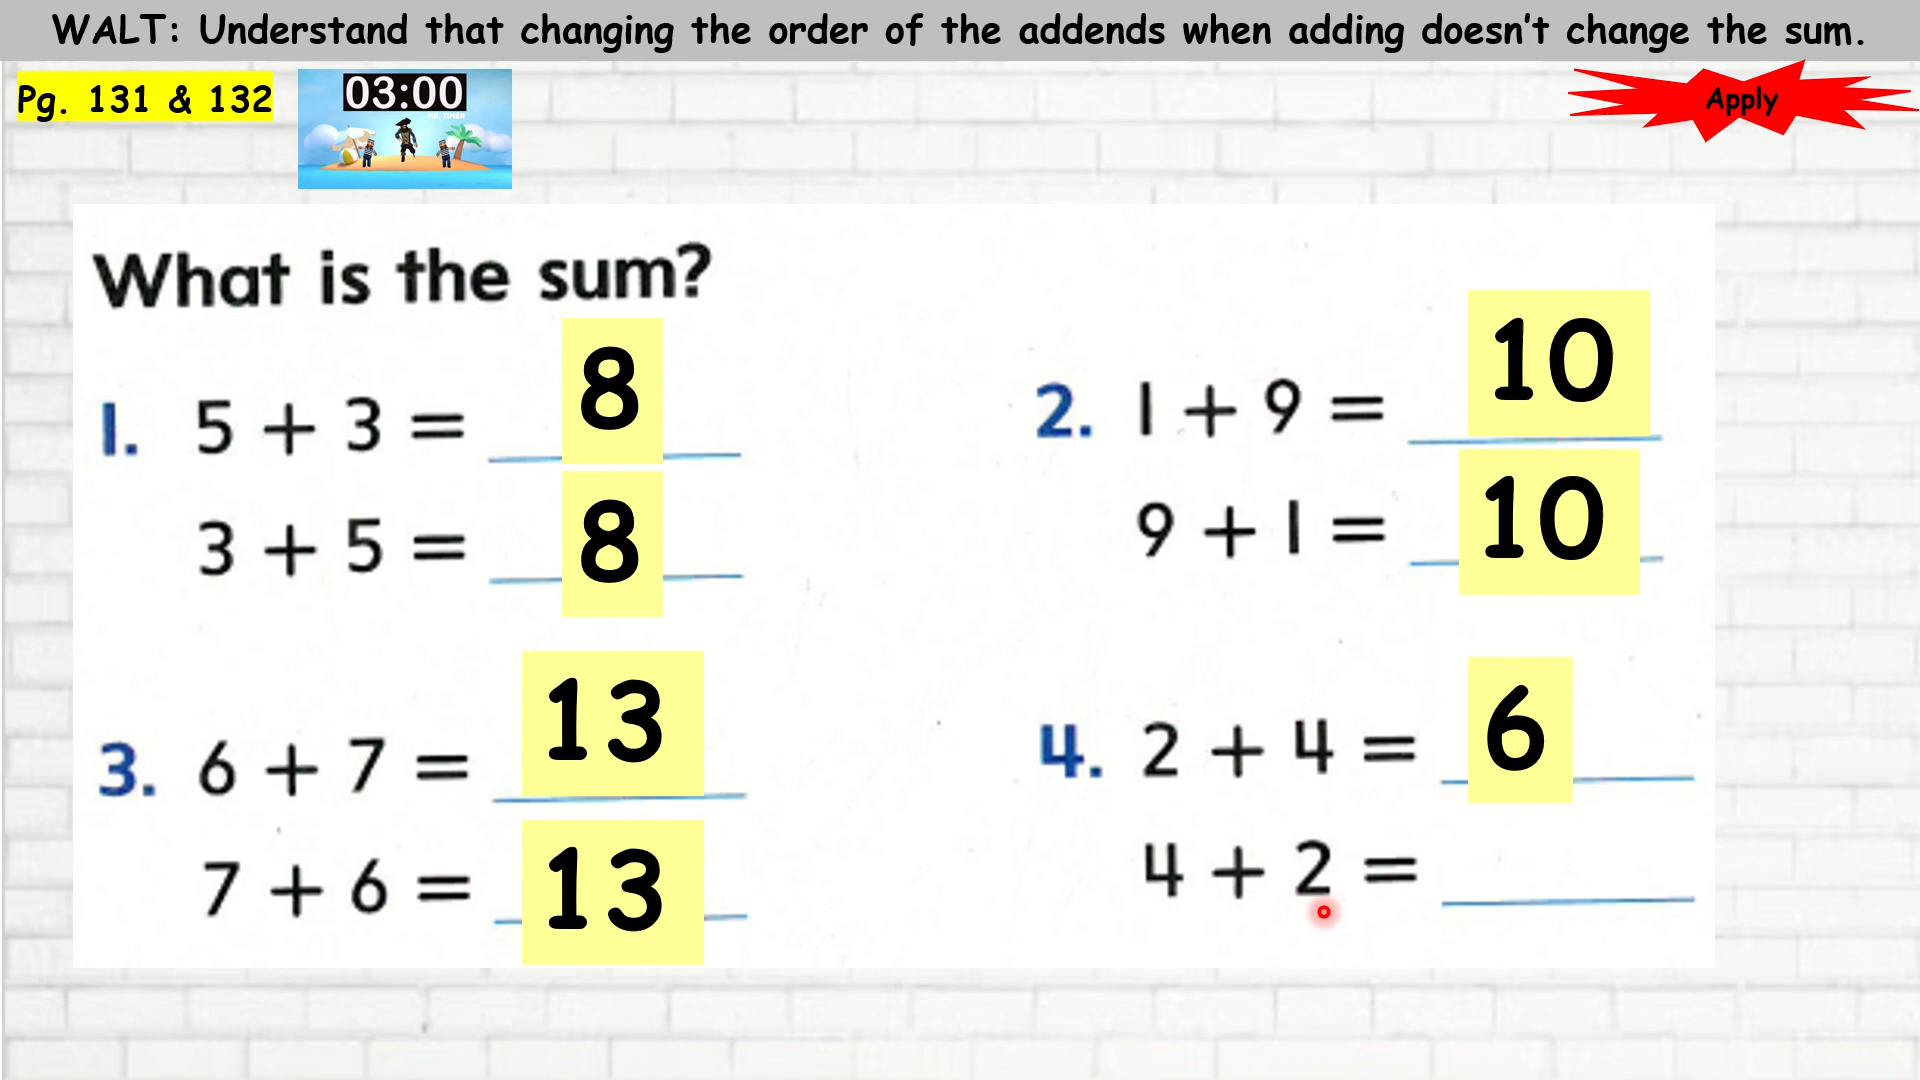 WALT: Understand that changing the order of the addends when adding doesn't change the sum.
Pg. 131 & 132
03:00
MR. TIMER
Apply
What is the sum?
1. 5 + 3 = 8
3 + 5 = 8
2. 1 + 9 = 10
9 + 1 = 10
3. 6 + 7 = 13
7 + 6 = 13
4. 2 + 4 = 6
4 + 2 =